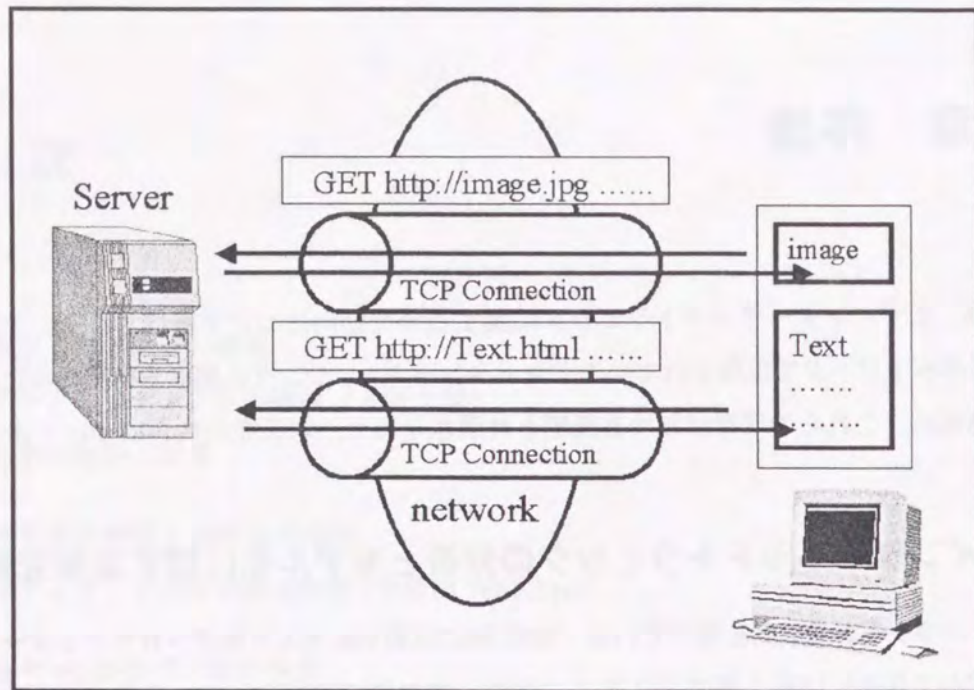 GET http://image.jpg ……
Server
image
TCP Connection
GET http://Text.html ……
Text
……..
……..
TCP Connection
network